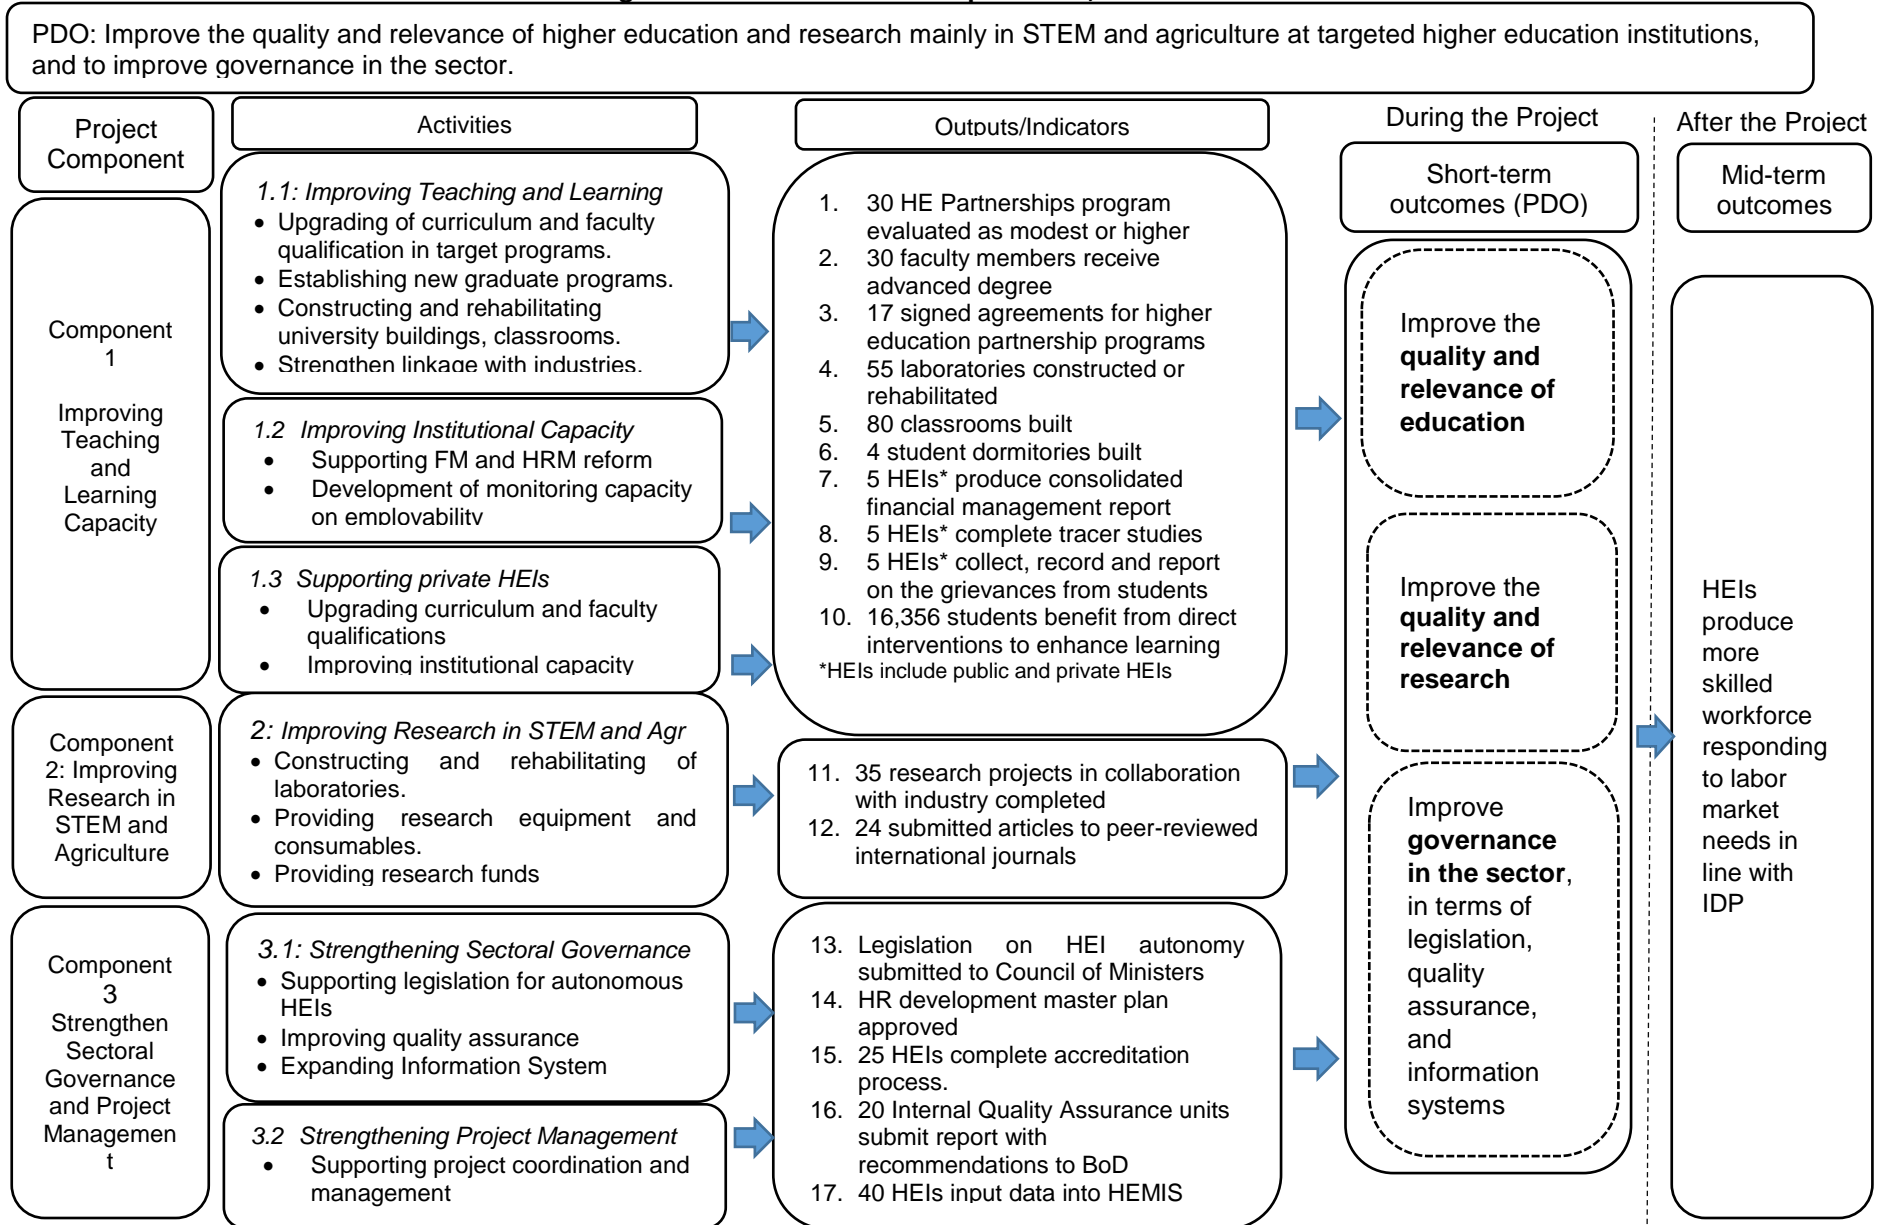 PDO: Improve the quality and relevance of higher education and research mainly in STEM and agriculture at targeted higher education institutions,
and to improve governance in the sector.
Project
Component
Activities
Outputs/Indicators
During the Project
After the Project
Short-term
outcomes (PDO)
Mid-term
outcomes
Component
1
Improving
Teaching
and
Learning
Capacity
1.1: Improving Teaching and Learning
• Upgrading of curriculum and faculty
qualification in target programs.
• Establishing new graduate programs.
• Constructing and rehabilitating
university buildings, classrooms.
• Strengthen linkage with industries.
1.2 Improving Institutional Capacity
• Supporting FM and HRM reform
• Development of monitoring capacity
on employability
1.3 Supporting private HEIs
• Upgrading curriculum and faculty
qualifications
• Improving institutional capacity
1. 30 HE Partnerships program
evaluated as modest or higher
2. 30 faculty members receive
advanced degree
3. 17 signed agreements for higher
education partnership programs
4. 55 laboratories constructed or
rehabilitated
5. 80 classrooms built
6. 4 student dormitories built
7. 5 HEIs* produce consolidated
financial management report
8. 5 HEIs* complete tracer studies
9. 5 HEIs* collect, record and report
on the grievances from students
10. 16,356 students benefit from direct
interventions to enhance learning
*HEIs include public and private HEIs
Component
2: Improving
Research in
STEM and
Agriculture
2: Improving Research in STEM and Agr
• Constructing and rehabilitating of
laboratories.
• Providing research equipment and
consumables.
• Providing research funds
11. 35 research projects in collaboration
with industry completed
12. 24 submitted articles to peer-reviewed
international journals
Component
3
Strengthen
Sectoral
Governance
and Project
Managemen
t
3.1: Strengthening Sectoral Governance
• Supporting legislation for autonomous
HEIs
• Improving quality assurance
• Expanding Information System
3.2 Strengthening Project Management
• Supporting project coordination and
management
13. Legislation on HEI autonomy
submitted to Council of Ministers
14. HR development master plan
approved
15. 25 HEIs complete accreditation
process.
16. 20 Internal Quality Assurance units
submit report with
recommendations to BoD
17. 40 HEIs input data into HEMIS
Improve the
quality and
relevance of
education
Improve the
quality and
relevance of
research
Improve
governance
in the sector,
in terms of
legislation,
quality
assurance,
and
information
systems
HEIs
produce
more
skilled
workforce
responding
to labor
market
needs in
line with
IDP